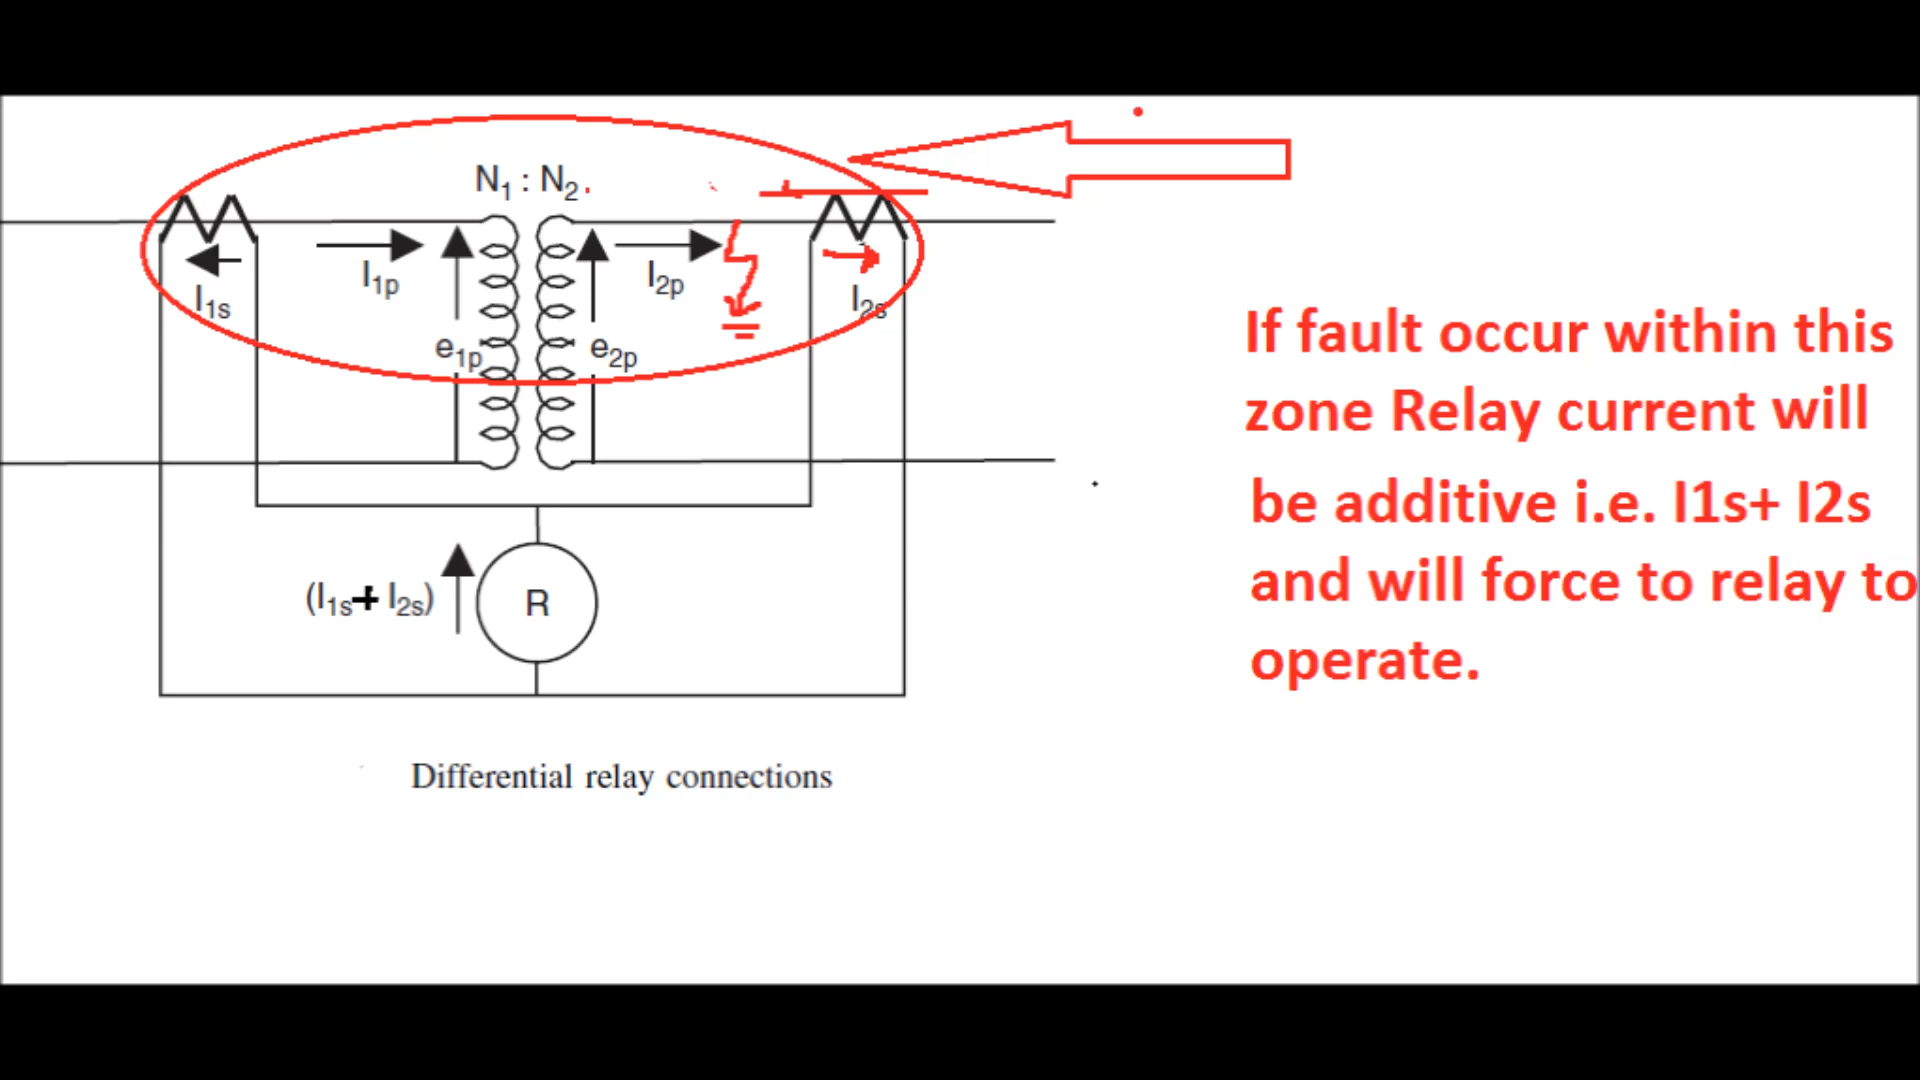 N1 : N2
I1s
I1p
I2p
I2s
e1p
e2p
(I1s+ I2s)
R
Differential relay connections
If fault occur within this
zone Relay current will
be additive i.e. I1s+ I2s
and will force to relay to
operate.